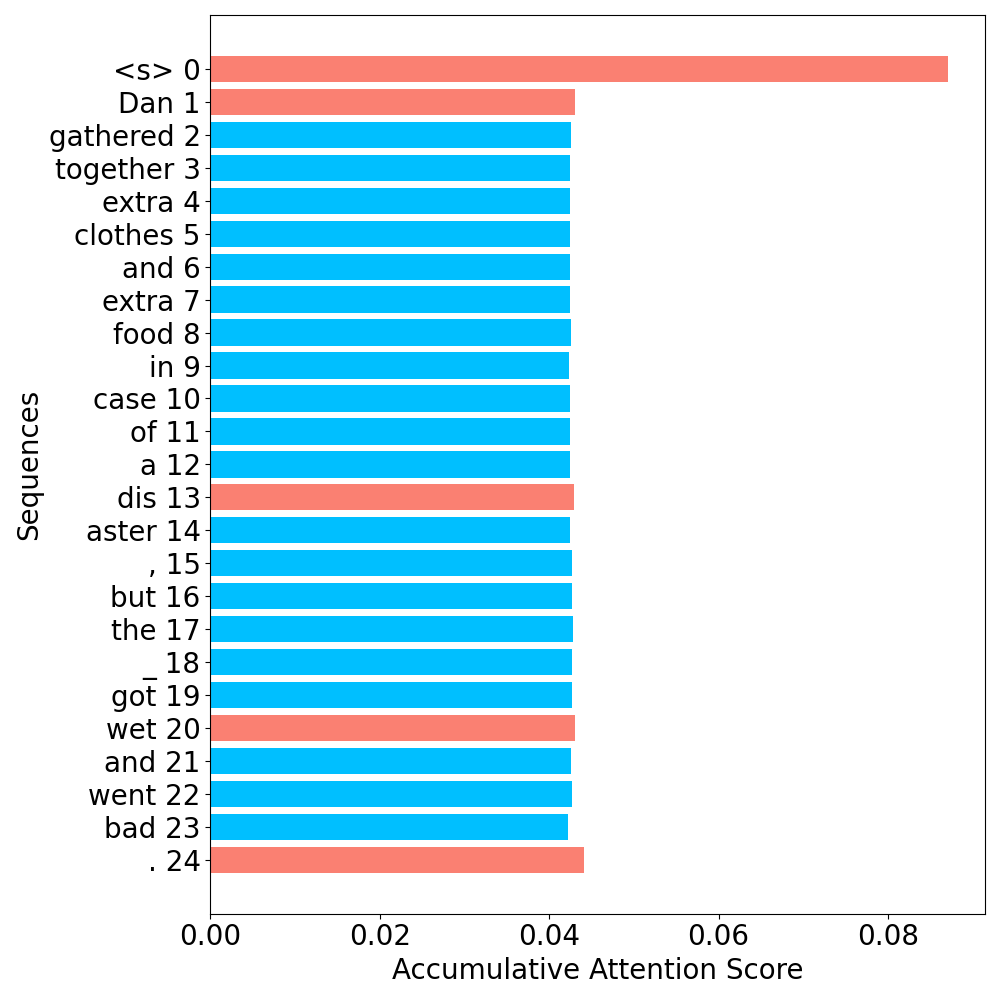 <s> 0
Dan 1
gathered 2
together 3
extra 4
clothes 5
and 6
extra 7
food 8
in 9
case 10
of 11
a 12
dis 13
aster 14
, 15
but 16
the 17
_ 18
got 19
wet 20
and 21
went 22
bad 23
. 24
Sequences
0.00 0.02 0.04 0.06 0.08
Accumulative Attention Score